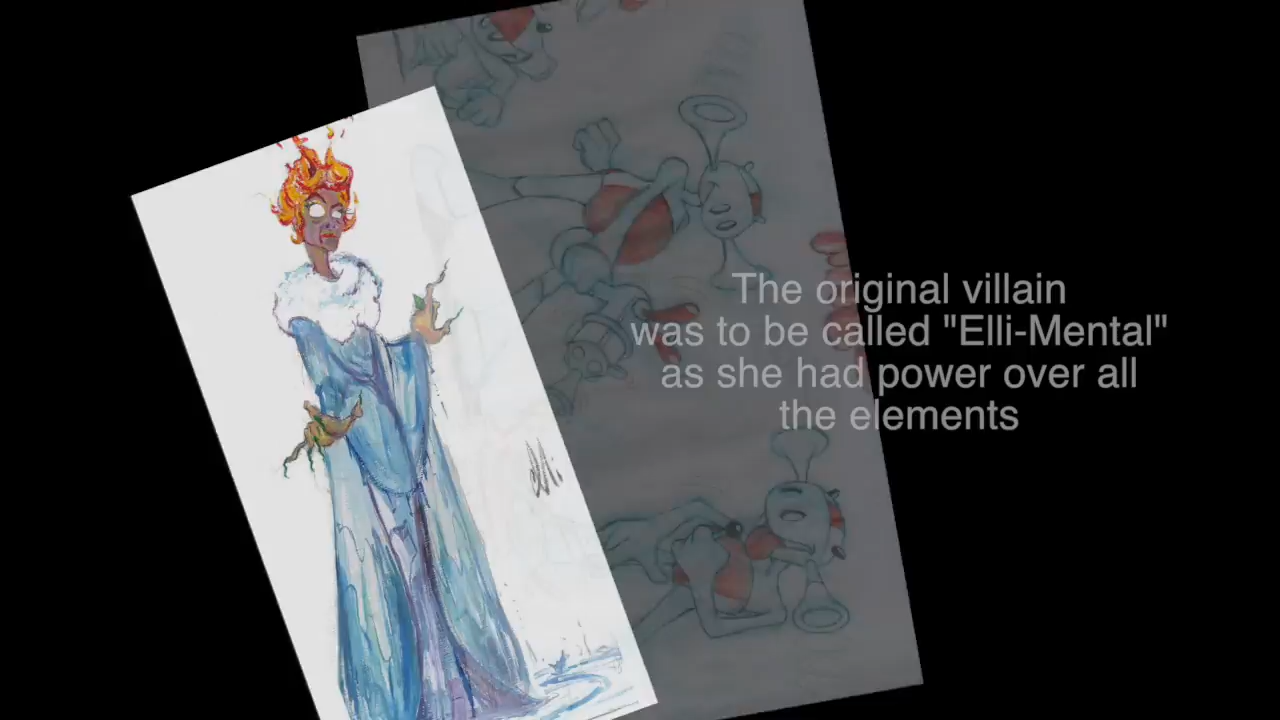 The original villain
was to be called "Elli-Mental"
as she had power over all
the elements